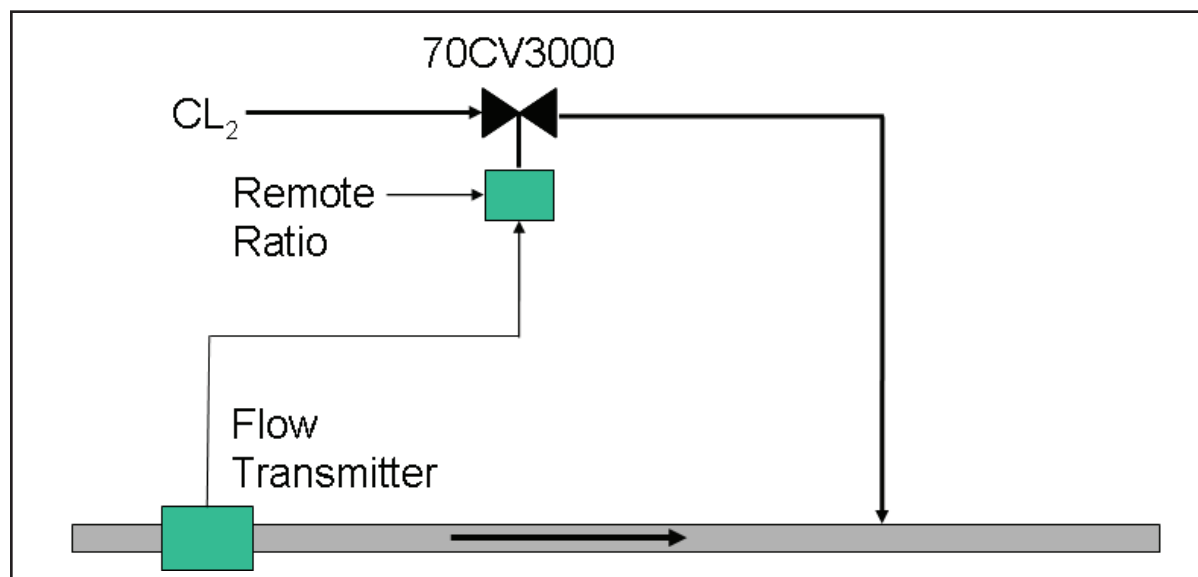 70CV3000
CL₂
Remote
Ratio
Flow
Transmitter